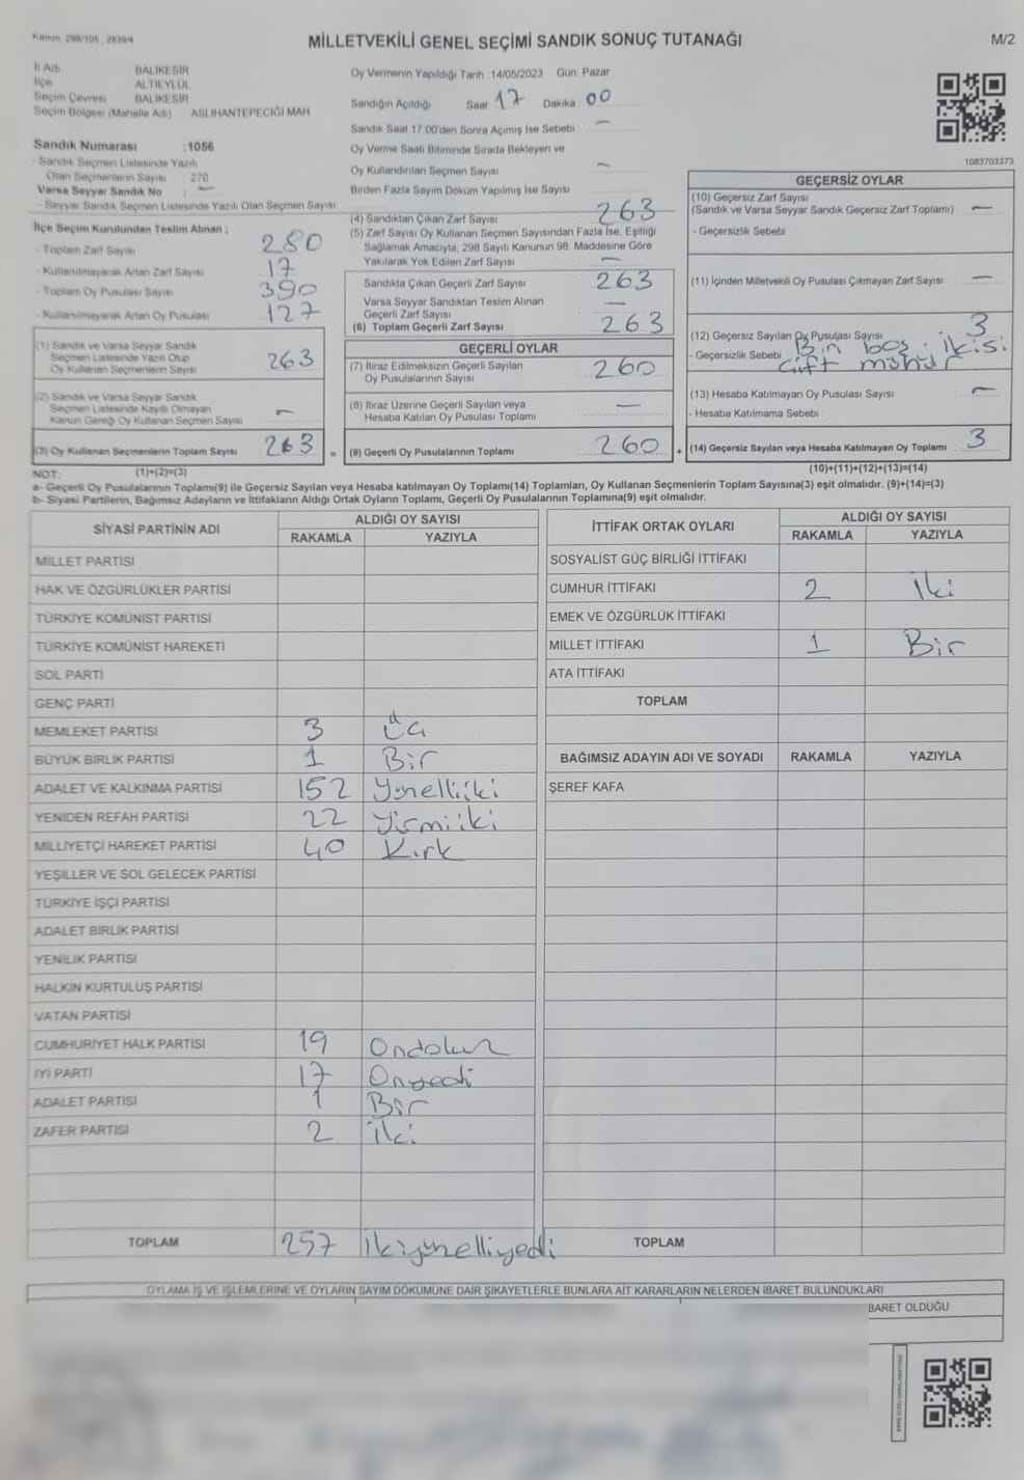 Kanun: 298/105, 2839/4
MİLLETVEKİLİ GENEL SEÇİMİ SANDIK SONUÇ TUTANAĞI
M/2
İl Adı BALIKESİR
İlçe ALTIEYLÜL
Seçim Çevresi BALIKESİR
Seçim Bölgesi (Mahalle Adı) ASLIHANTEPECİĞİ MAH
Sandık Numarası :1056
- Sandık Seçmen Listesinde Yazılı
Olan Seçmenlerin Sayısı : 270
Varsa Seyyar Sandık No : —
- Seyyar Sandık Seçmen Listesinde Yazılı Olan Seçmen Sayısı
İlçe Seçim Kurulundan Teslim Alınan :
- Toplam Zarf Sayısı 280
- Kullanılmayarak Artan Zarf Sayısı 17
- Toplam Oy Pusulası Sayısı 390
- Kullanılmayarak Artan Oy Pusulası 127
(1) Sandık ve Varsa Seyyar Sandık
Seçmen Listesinde Yazılı Olup
Oy Kullanan Seçmenlerin Sayısı 263
(2) Sandık ve Varsa Seyyar Sandık
Seçmen Listesinde Kayıtlı Olmayan
Kanun Gereği Oy Kullanan Seçmen Sayısı —
(3) Oy Kullanan Seçmenlerin Toplam Sayısı 263
(1)+(2)=(3)
Oy Vermenin Yapıldığı Tarih :14/05/2023 Gün: Pazar
Sandığın Açıldığı Saat 17 Dakika 00
Sandık Saat 17:00'den Sonra Açılmış İse Sebebi —
Oy Verme Saati Bitiminde Sırada Bekleyen ve
Oy Kullandırılan Seçmen Sayısı —
Birden Fazla Sayım Döküm Yapılmış İse Sayısı
(4) Sandıktan Çıkan Zarf Sayısı 263
(5) Zarf Sayısı Oy Kullanan Seçmen Sayısından Fazla İse, Eşitliği
Sağlamak Amacıyla, 298 Sayılı Kanunun 98. Maddesine Göre
Yakılarak Yok Edilen Zarf Sayısı —
Sandıkta Çıkan Geçerli Zarf Sayısı 263
Varsa Seyyar Sandıktan Teslim Alınan
Geçerli Zarf Sayısı —
(6) Toplam Geçerli Zarf Sayısı 263
GEÇERLİ OYLAR
(7) İtiraz Edilmeksizin Geçerli Sayılan
Oy Pusulalarının Sayısı 260
(8) İtiraz Üzerine Geçerli Sayılan veya
Hesaba Katılan Oy Pusulası Toplamı —
= (9) Geçerli Oy Pusulalarının Toplamı 260
1083703373
GEÇERSİZ OYLAR
(10) Geçersiz Zarf Sayısı
(Sandık ve Varsa Seyyar Sandık Geçersiz Zarf Toplamı) —
- Geçersizlik Sebebi
(11) İçinden Milletvekili Oy Pusulası Çıkmayan Zarf Sayısı —
(12) Geçersiz Sayılan Oy Pusulası Sayısı 3
- Geçersizlik Sebebi Biri boş, ikisi
çift mühür
(13) Hesaba Katılmayan Oy Pusulası Sayısı —
- Hesaba Katılmama Sebebi
+ (14) Geçersiz Sayılan veya Hesaba Katılmayan Oy Toplamı 3
(10)+(11)+(12)+(13)=(14)
NOT:
a- Geçerli Oy Pusulalarının Toplamı(9) ile Geçersiz Sayılan veya Hesaba katılmayan Oy Toplamı(14) Toplamları, Oy Kullanan Seçmenlerin Toplam Sayısına(3) eşit olmalıdır. (9)+(14)=(3)
b- Siyasi Partilerin, Bağımsız Adayların ve İttifakların Aldığı Ortak Oyların Toplamı, Geçerli Oy Pusulalarının Toplamına(9) eşit olmalıdır.
SİYASİ PARTİNİN ADI ALDIĞI OY SAYISI
RAKAMLA YAZIYLA
MİLLET PARTİSİ
HAK VE ÖZGÜRLÜKLER PARTİSİ
TÜRKİYE KOMÜNİST PARTİSİ
TÜRKİYE KOMÜNİST HAREKETİ
SOL PARTİ
GENÇ PARTİ
MEMLEKET PARTİSİ 3 Üç
BÜYÜK BİRLİK PARTİSİ 1 Bir
ADALET VE KALKINMA PARTİSİ 152 Yüzelliiki
YENİDEN REFAH PARTİSİ 22 Yirmiiki
MİLLİYETÇİ HAREKET PARTİSİ 40 Kırk
YEŞİLLER VE SOL GELECEK PARTİSİ
TÜRKİYE İŞÇİ PARTİSİ
ADALET BİRLİK PARTİSİ
YENİLİK PARTİSİ
HALKIN KURTULUŞ PARTİSİ
VATAN PARTİSİ
CUMHURİYET HALK PARTİSİ 19 Ondokuz
İYİ PARTİ 17 Onyedi
ADALET PARTİSİ 1 Bir
ZAFER PARTİSİ 2 İki
TOPLAM 257 İkiyüzelliyedi
İTTİFAK ORTAK OYLARI ALDIĞI OY SAYISI
RAKAMLA YAZIYLA
SOSYALİST GÜÇ BİRLİĞİ İTTİFAKI
CUMHUR İTTİFAKI 2 İki
EMEK VE ÖZGÜRLÜK İTTİFAKI
MİLLET İTTİFAKI 1 Bir
ATA İTTİFAKI
TOPLAM
BAĞIMSIZ ADAYIN ADI VE SOYADI RAKAMLA YAZIYLA
ŞEREF KAFA
TOPLAM
OYLAMA İŞ VE İŞLEMLERİNE VE OYLARIN SAYIM DÖKÜMÜNE DAİR ŞİKAYETLERLE BUNLARA AİT KARARLARIN NELERDEN İBARET BULUNDUKLARI
BARET OLDUĞU